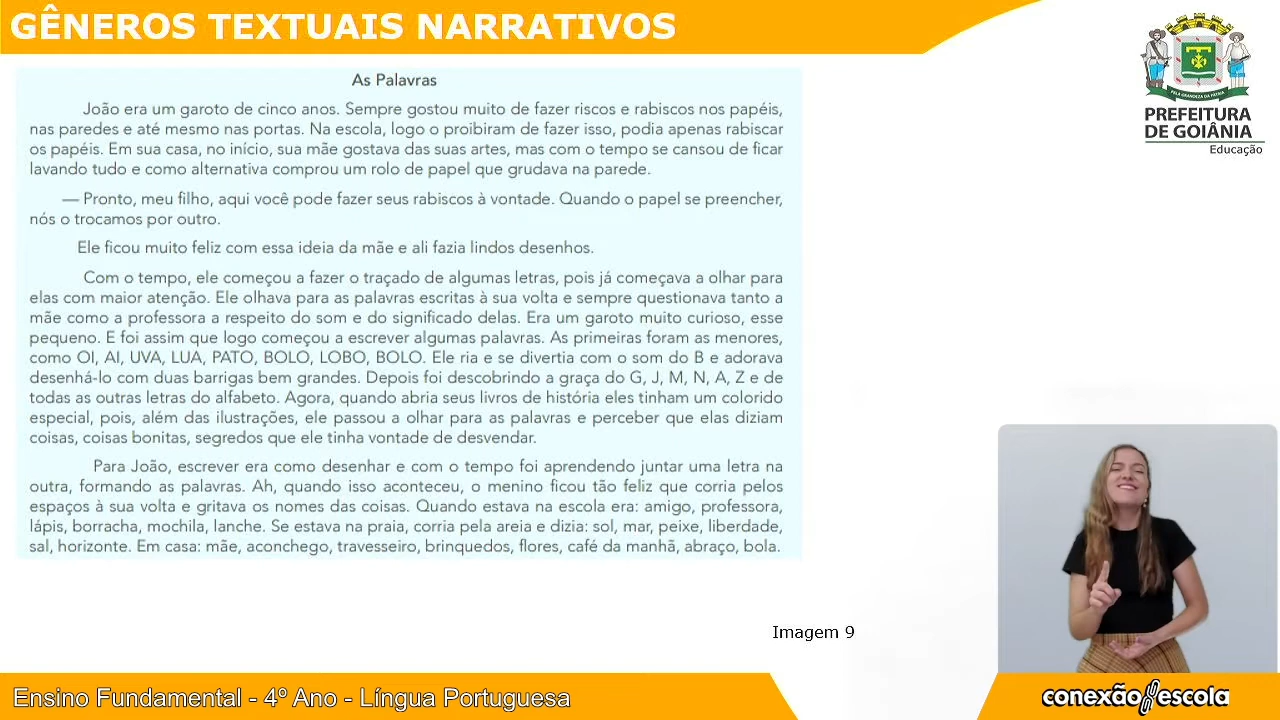 GÊNEROS TEXTUAIS NARRATIVOS
As Palavras
João era um garoto de cinco anos. Sempre gostou muito de fazer riscos e rabiscos nos papéis,
nas paredes e até mesmo nas portas. Na escola, logo o proibiram de fazer isso, podia apenas rabiscar
os papéis. Em sua casa, no início, sua mãe gostava das suas artes, mas com o tempo se cansou de ficar
lavando tudo e como alternativa comprou um rolo de papel que grudava na parede.
— Pronto, meu filho, aqui você pode fazer seus rabiscos à vontade. Quando o papel se preencher,
nós o trocamos por outro.
Ele ficou muito feliz com essa ideia da mãe e ali fazia lindos desenhos.
Com o tempo, ele começou a fazer o traçado de algumas letras, pois já começava a olhar para
elas com maior atenção. Ele olhava para as palavras escritas à sua volta e sempre questionava tanto a
mãe como a professora a respeito do som e do significado delas. Era um garoto muito curioso, esse
pequeno. E foi assim que logo começou a escrever algumas palavras. As primeiras foram as menores,
como OI, AI, UVA, LUA, PATO, BOLO, LOBO, BOLO. Ele ria e se divertia com o som do B e adorava
desenhá-lo com duas barrigas bem grandes. Depois foi descobrindo a graça do G, J, M, N, A, Z e de
todas as outras letras do alfabeto. Agora, quando abria seus livros de história eles tinham um colorido
especial, pois, além das ilustrações, ele passou a olhar para as palavras e perceber que elas diziam
coisas, coisas bonitas, segredos que ele tinha vontade de desvendar.
Para João, escrever era como desenhar e com o tempo foi aprendendo juntar uma letra na
outra, formando as palavras. Ah, quando isso aconteceu, o menino ficou tão feliz que corria pelos
espaços à sua volta e gritava os nomes das coisas. Quando estava na escola era: amigo, professora,
lápis, borracha, mochila, lanche. Se estava na praia, corria pela areia e dizia: sol, mar, peixe, liberdade,
sal, horizonte. Em casa: mãe, aconchego, travesseiro, brinquedos, flores, café da manhã, abraço, bola.
Imagem 9
PELA GRANDEZA DA PÁTRIA
PREFEITURA
DE GOIÂNIA
Educação
Ensino Fundamental - 4º Ano - Língua Portuguesa
conexão escola